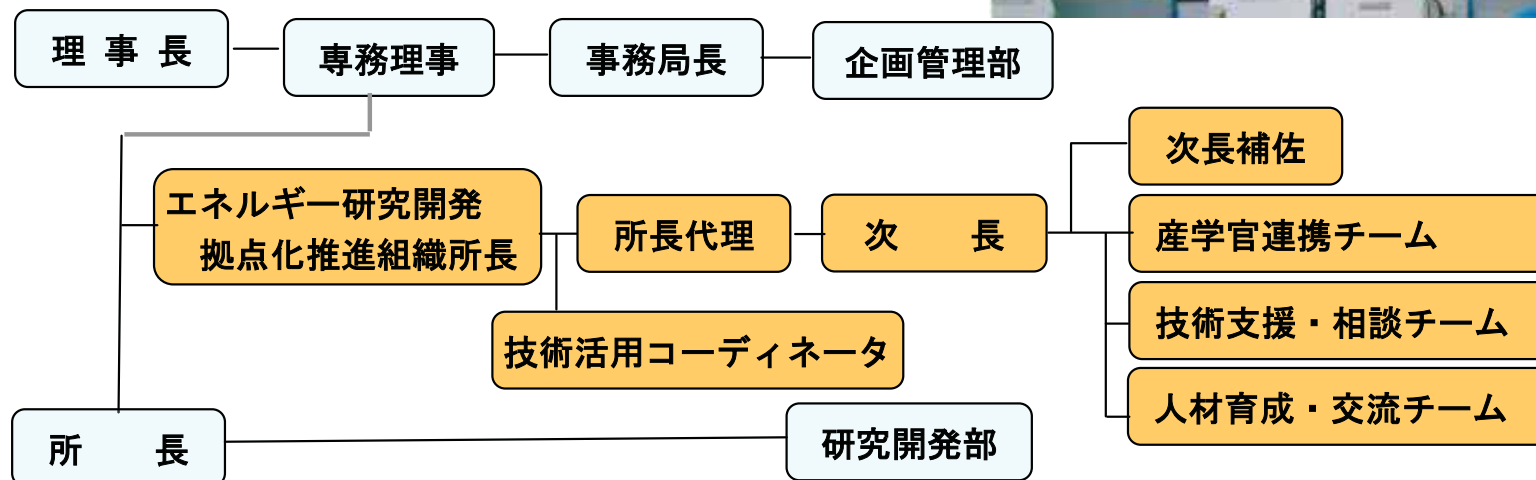 理 事 長
専務理事
事務局長
企画管理部
エネルギー研究開発
拠点化推進組織所長
所長代理
次　　長
次長補佐
産学官連携チーム
技術支援・相談チーム
人材育成・交流チーム
技術活用コーディネータ
所　　長
研究開発部